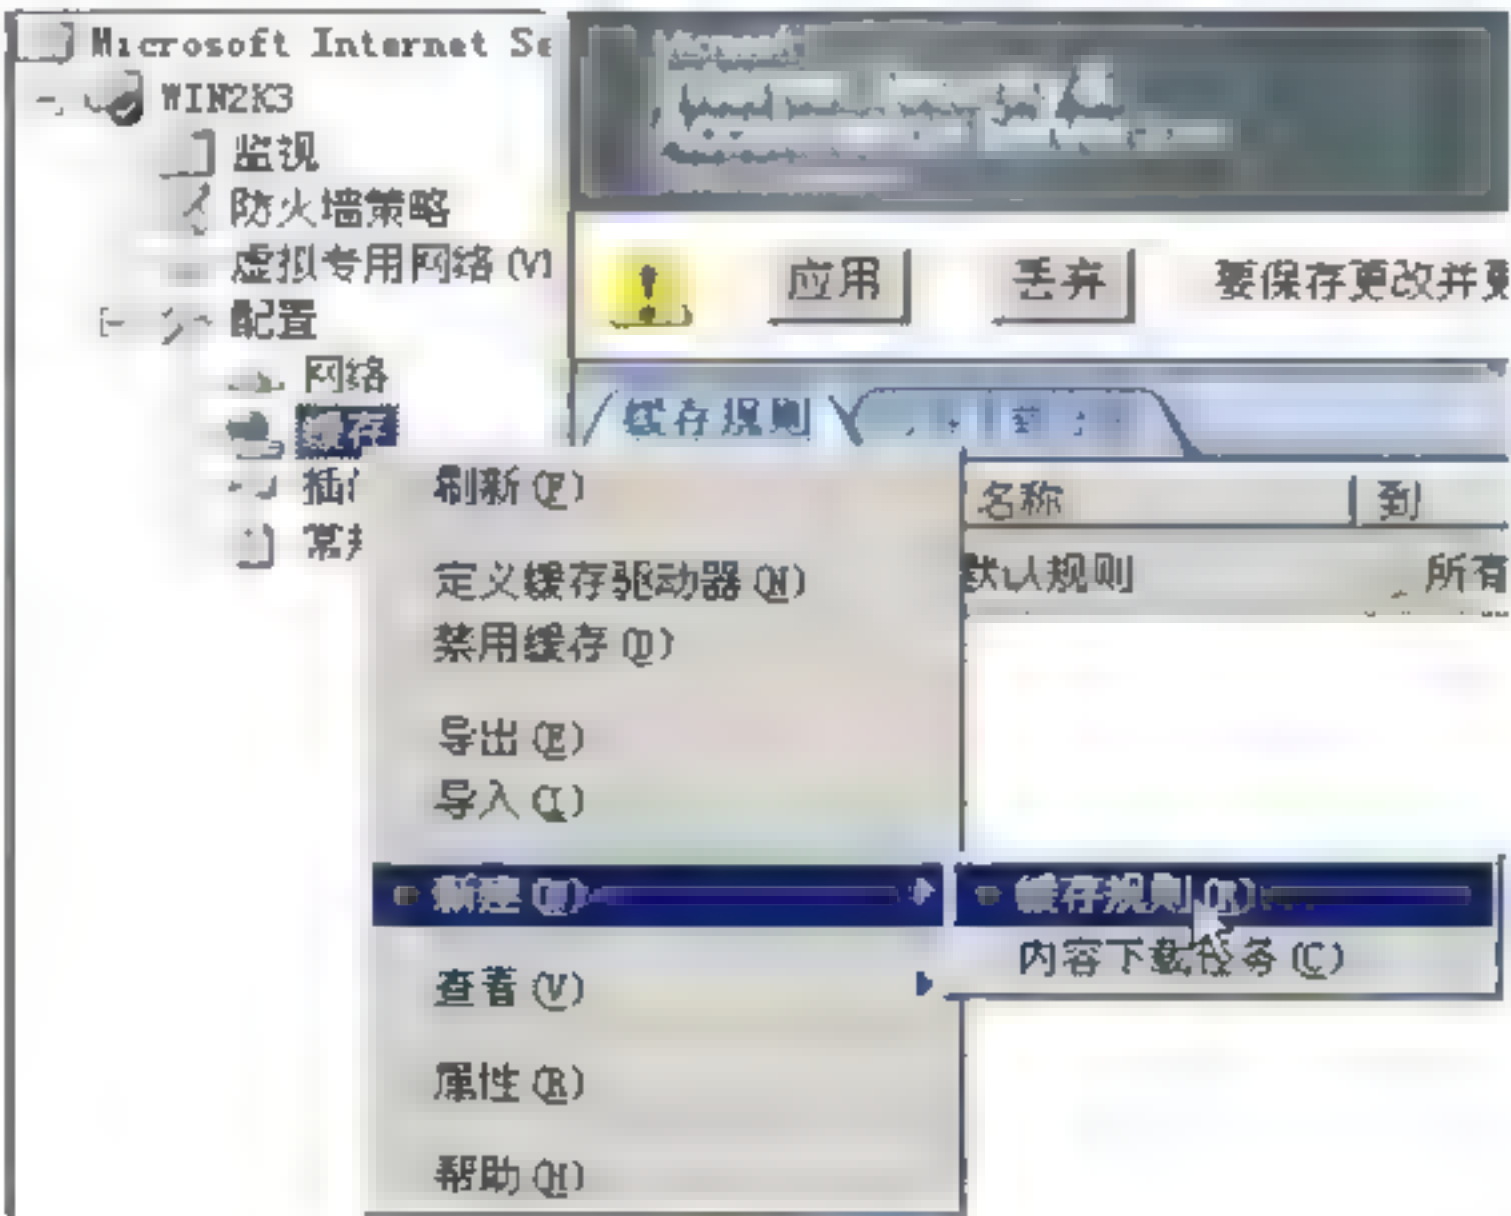 Microsoft Internet Se
WIN2K3
监视
防火墙策略
虚拟专用网络(V
配置
网络
缓存
插
常
应用
丢弃
要保存更改并更
缓存规则
名称
到
默认规则
所有
刷新(F)
定义缓存驱动器(N)
禁用缓存(D)
导出(E)
导入(I)
新建(N)
缓存规则(R)...
内容下载任务(C)
查看(V)
属性(R)
帮助(H)